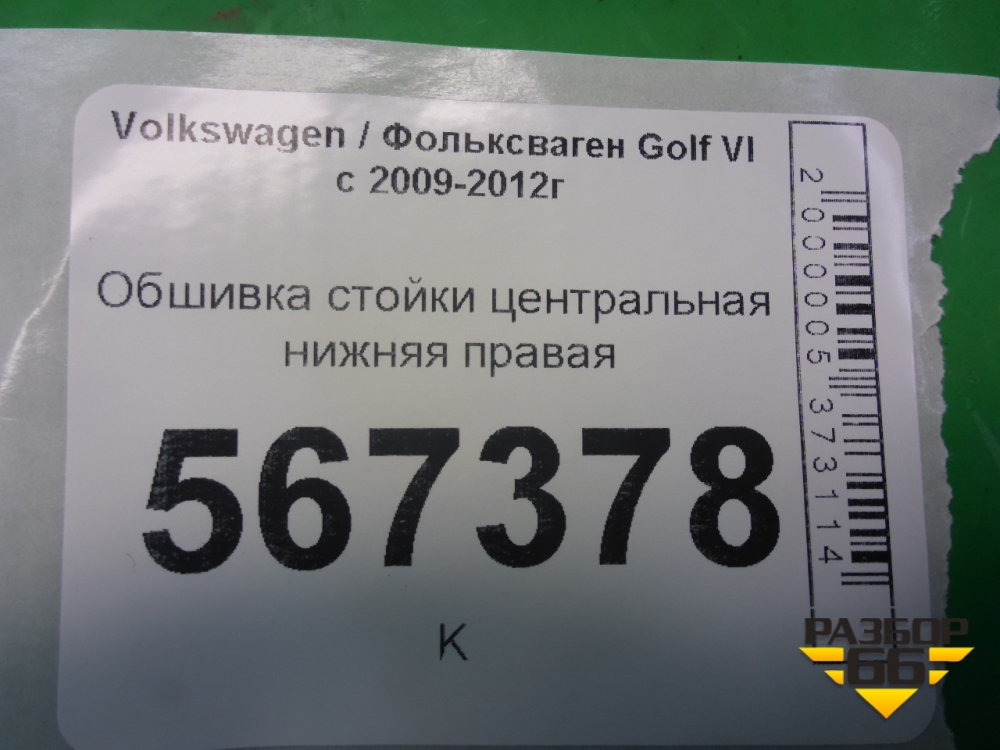 Volkswagen / Фольксваген Golf VI
с 2009-2012г
Обшивка стойки центральная
нижняя правая
567378
К
2000005373114
РАЗБОР
66